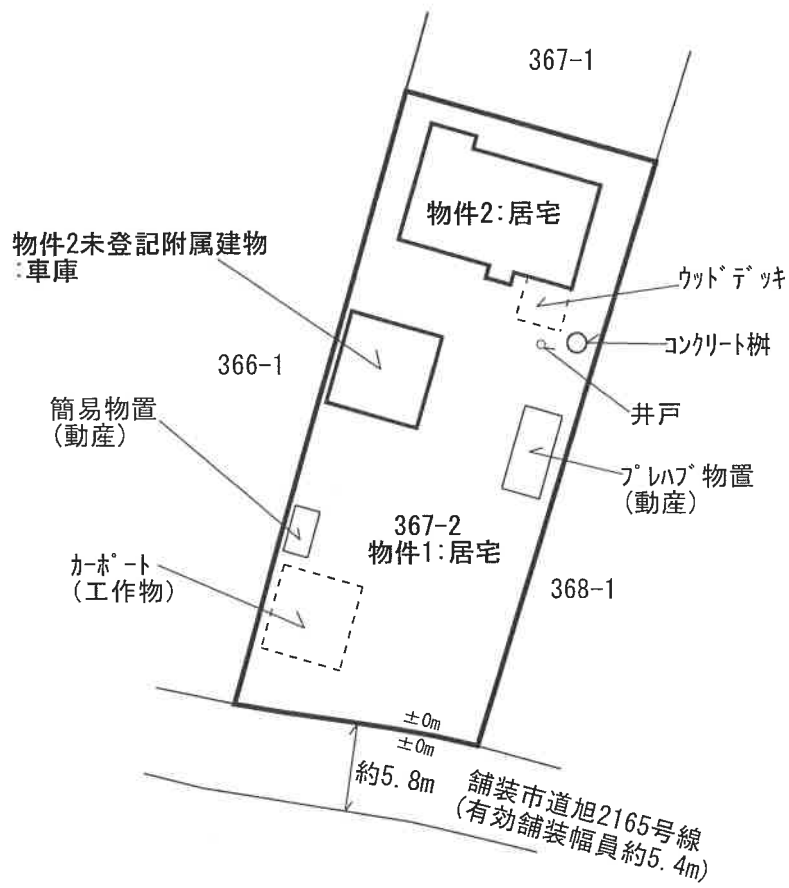 367-1
物件2:居宅
物件2未登記附属建物
:車庫
ウッドデッキ
366-1
コンクリート桝
簡易物置
(動産)
井戸
プレハブ物置
(動産)
367-2
物件1:居宅
カーポート
(工作物)
368-1
±0m
±0m
約5.8m
舗装市道旭2165号線
(有効舗装幅員約5.4m)